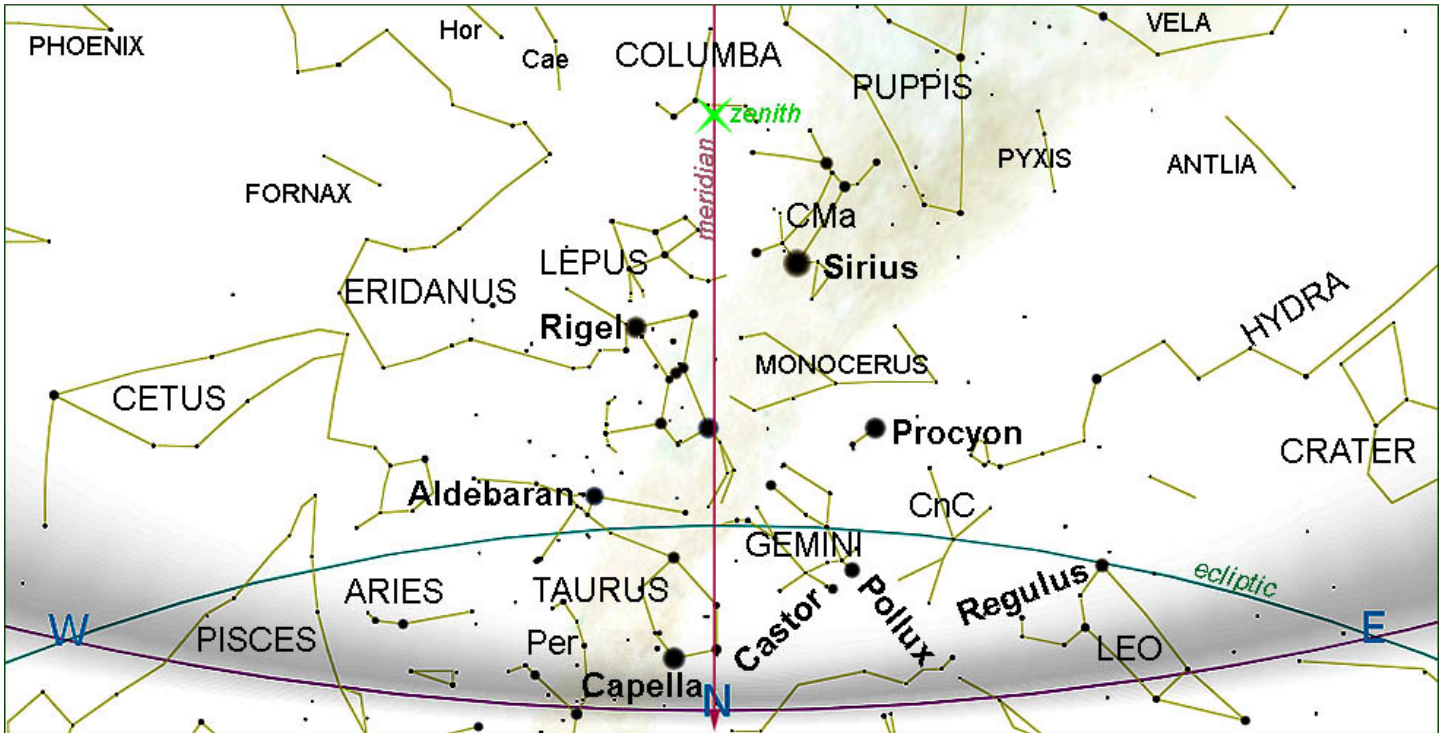 PHOENIX
Hor
Cae
COLUMBA
PUPPIS
VELA
zenith
meridian
PYXIS
ANTLIA
FORNAX
CMa
LEPUS
Sirius
ERIDANUS
HYDRA
Rigel
MONOCERUS
CETUS
Procyon
CRATER
Aldebaran
CnC
GEMINI
ecliptic
ARIES
TAURUS
Castor
Pollux
Regulus
W
PISCES
Per
LEO
E
Capella
N